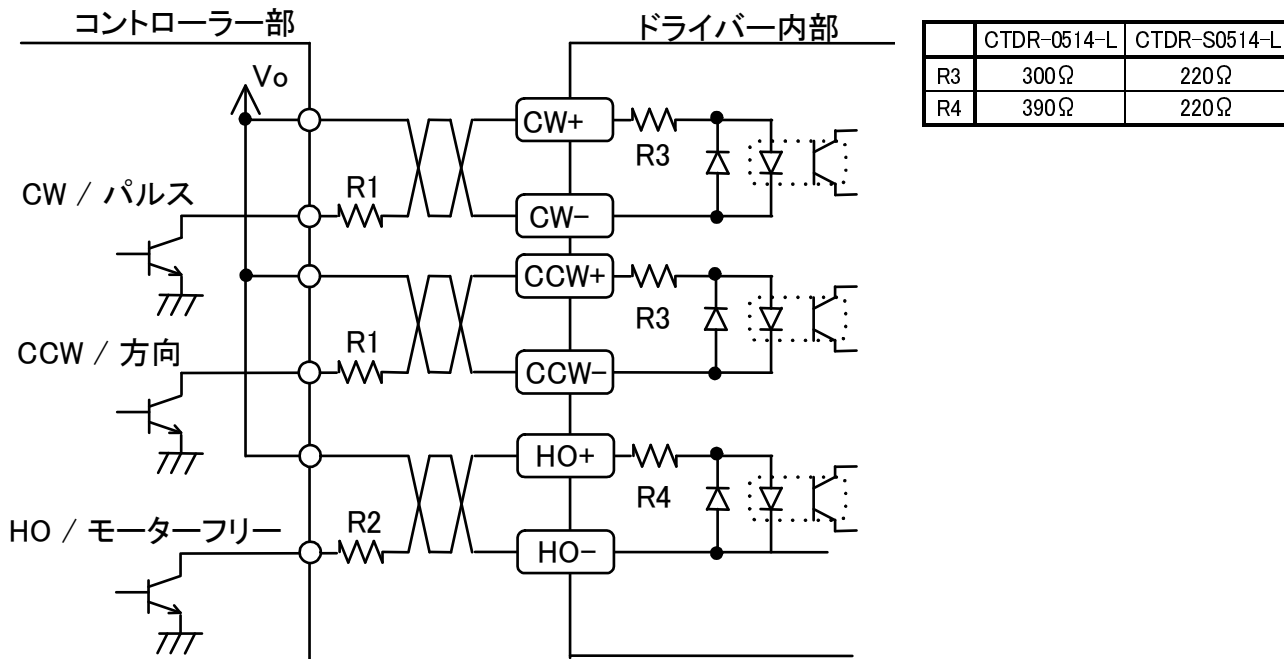 コントローラー部
ドライバー内部
CTDR-0514-L CTDR-S0514-L
R3 300Ω 220Ω
R4 390Ω 220Ω
Vo
CW+
R3
CW / パルス
R1
CW-
CCW+
R3
CCW / 方向
R1
CCW-
HO+
R4
HO / モーターフリー
R2
HO-